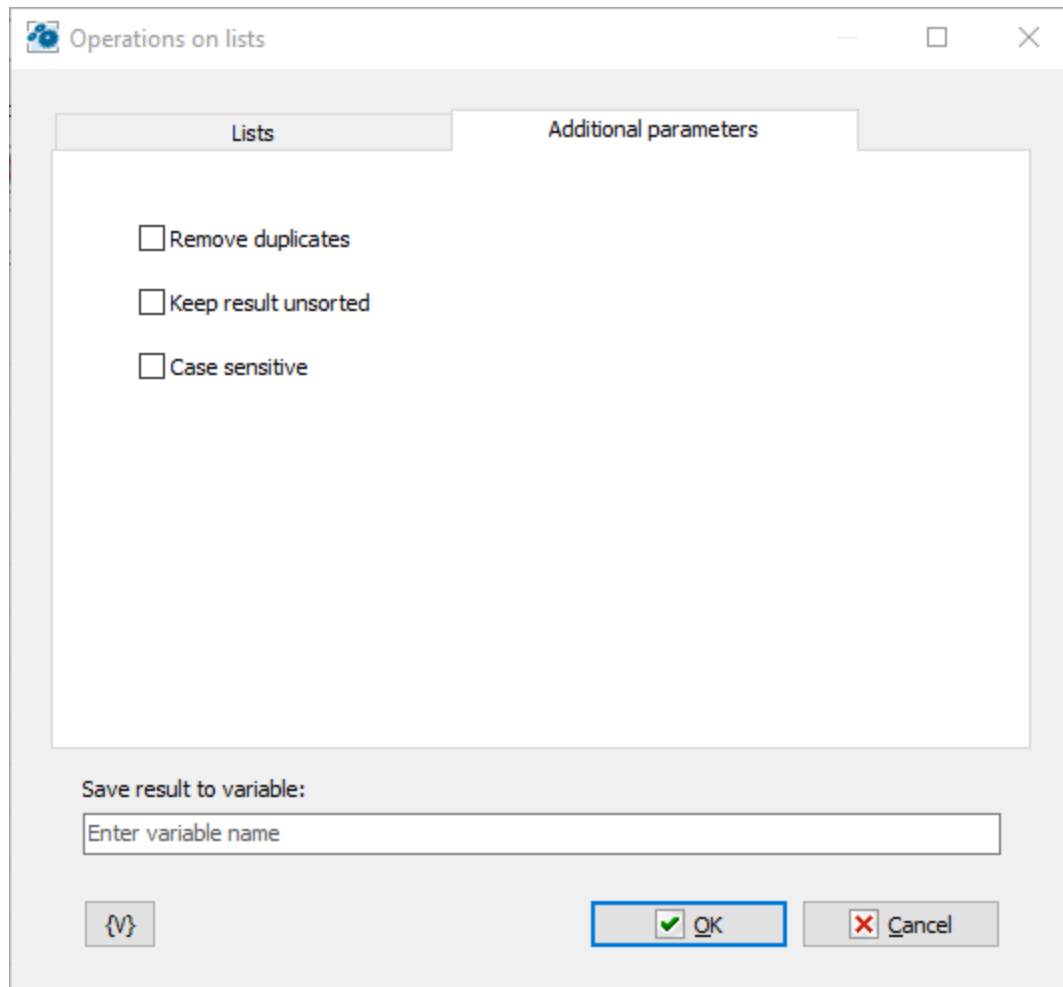 Operations on lists
Lists
Additional parameters
Remove duplicates
Keep result unsorted
Case sensitive
Save result to variable:
Enter variable name
{V}
OK
Cancel